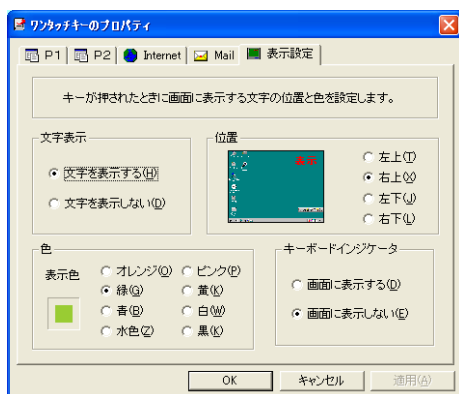 ワンタッチキーのプロパティ
P1 P2 Internet Mail 表示設定
キーが押されたときに画面に表示する文字の位置と色を設定します。
文字表示
文字を表示する(H)
文字を表示しない(D)
位置
表示
左上(T)
右上(X)
左下(J)
右下(L)
色
表示色
オレンジ(O)
緑(G)
青(B)
水色(Z)
ピンク(P)
黄(K)
白(W)
黒(K)
キーボードインジケータ
画面に表示する(D)
画面に表示しない(E)
OK キャンセル 適用(A)